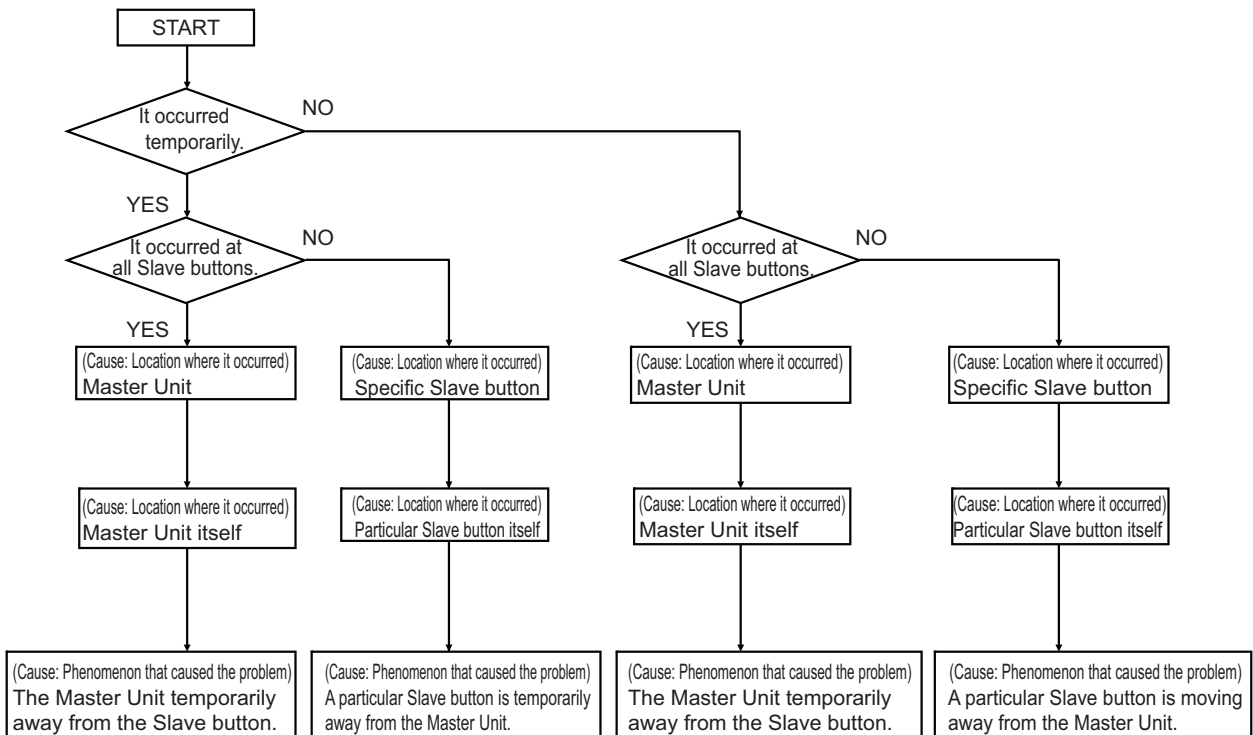 START
It occurred
temporarily.
NO
YES
It occurred at
all Slave buttons.
NO
It occurred at
all Slave buttons.
NO
YES
YES
(Cause: Location where it occurred)
Master Unit
(Cause: Location where it occurred)
Specific Slave button
(Cause: Location where it occurred)
Master Unit
(Cause: Location where it occurred)
Specific Slave button
(Cause: Location where it occurred)
Master Unit itself
(Cause: Location where it occurred)
Particular Slave button itself
(Cause: Location where it occurred)
Master Unit itself
(Cause: Location where it occurred)
Particular Slave button itself
(Cause: Phenomenon that caused the problem)
The Master Unit temporarily
away from the Slave button.
(Cause: Phenomenon that caused the problem)
A particular Slave button is temporarily
away from the Master Unit.
(Cause: Phenomenon that caused the problem)
The Master Unit temporarily
away from the Slave button.
(Cause: Phenomenon that caused the problem)
A particular Slave button is moving
away from the Master Unit.